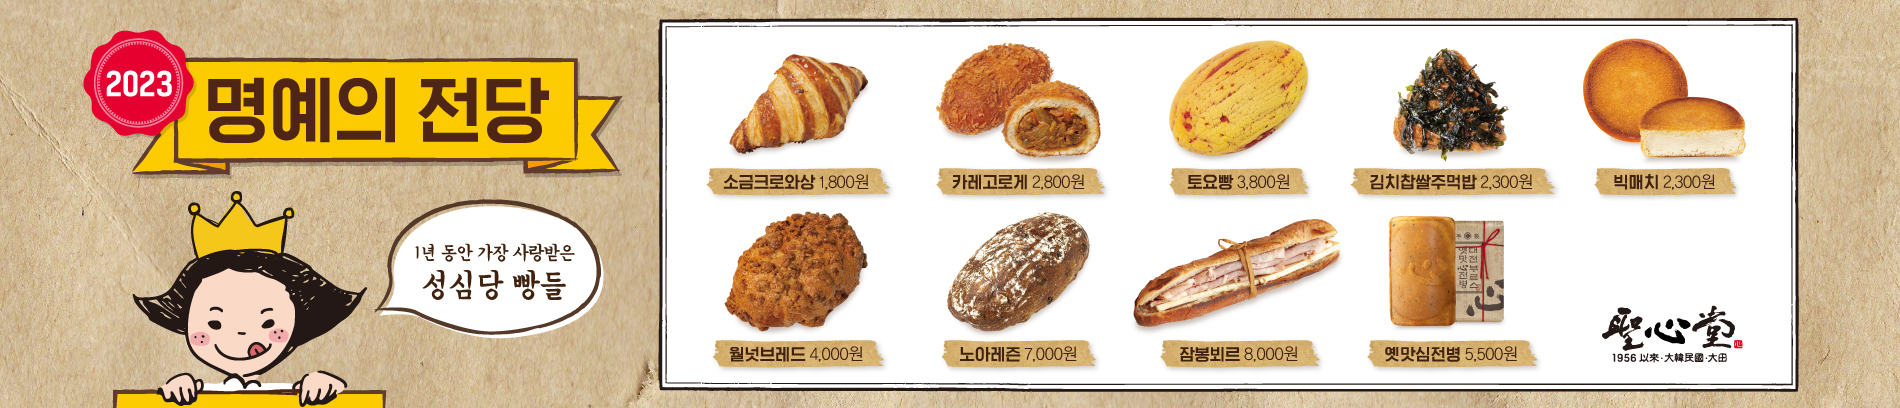 2023
명예의 전당
1년 동안 가장 사랑받은
성심당 빵들
소금크로와상 1,800원
카레고로게 2,800원
토요빵 3,800원
김치찹쌀주먹밥 2,300원
빅매치 2,300원
월넛브레드 4,000원
노아레즌 7,000원
잠봉뵈르 8,000원
옛맛심전병 5,500원
聖心堂
1956 以來·大韓民國·大田